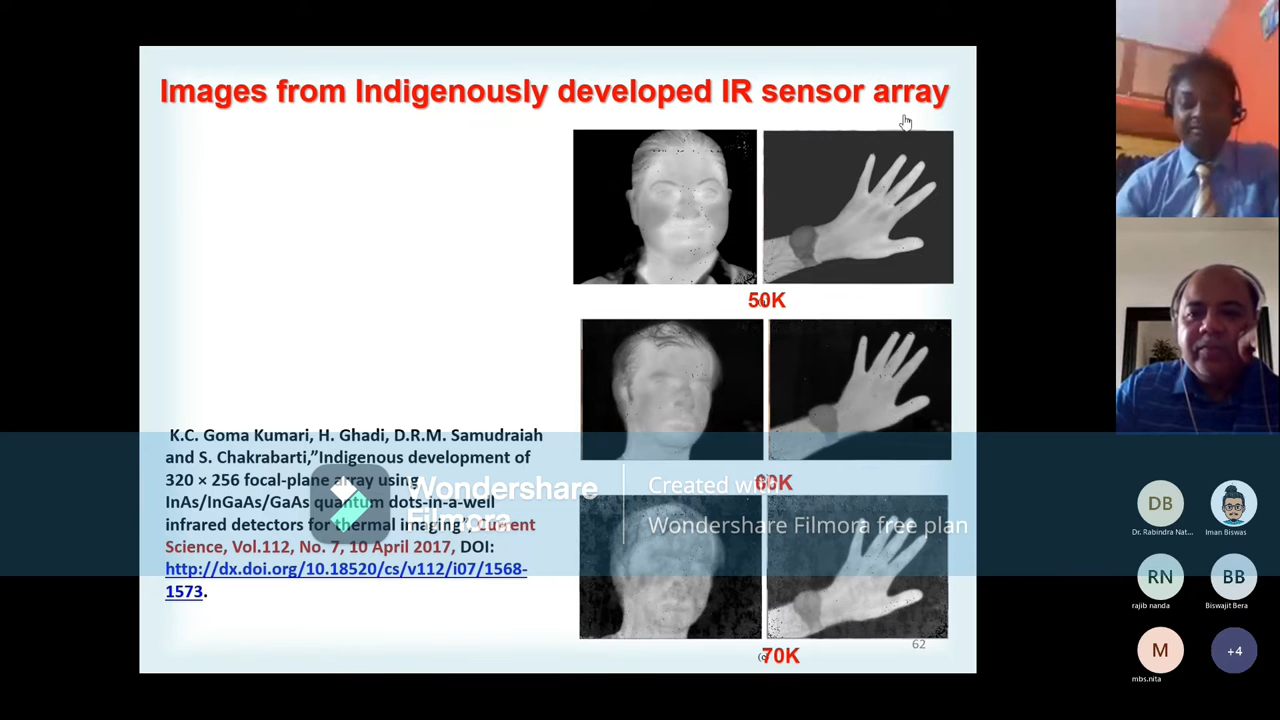 Images from Indigenously developed IR sensor array
50K
60K
70K
K.C. Goma Kumari, H. Ghadi, D.R.M. Samudraiah
and S. Chakrabarti,”Indigenous development of
320 × 256 focal-plane array using
InAs/InGaAs/GaAs quantum dots-in-a-well
infrared detectors for thermal imaging”, Current
Science, Vol.112, No. 7, 10 April 2017, DOI:
http://dx.doi.org/10.18520/cs/v112/i07/1568-
1573.
62
Wondershare
Filmora
Created with
Wondershare Filmora free plan
DB
Dr. Rabindra Nat...
Iman Biswas
RN
rajib nanda
BB
Biswajit Bera
M
mbs.nita
+4